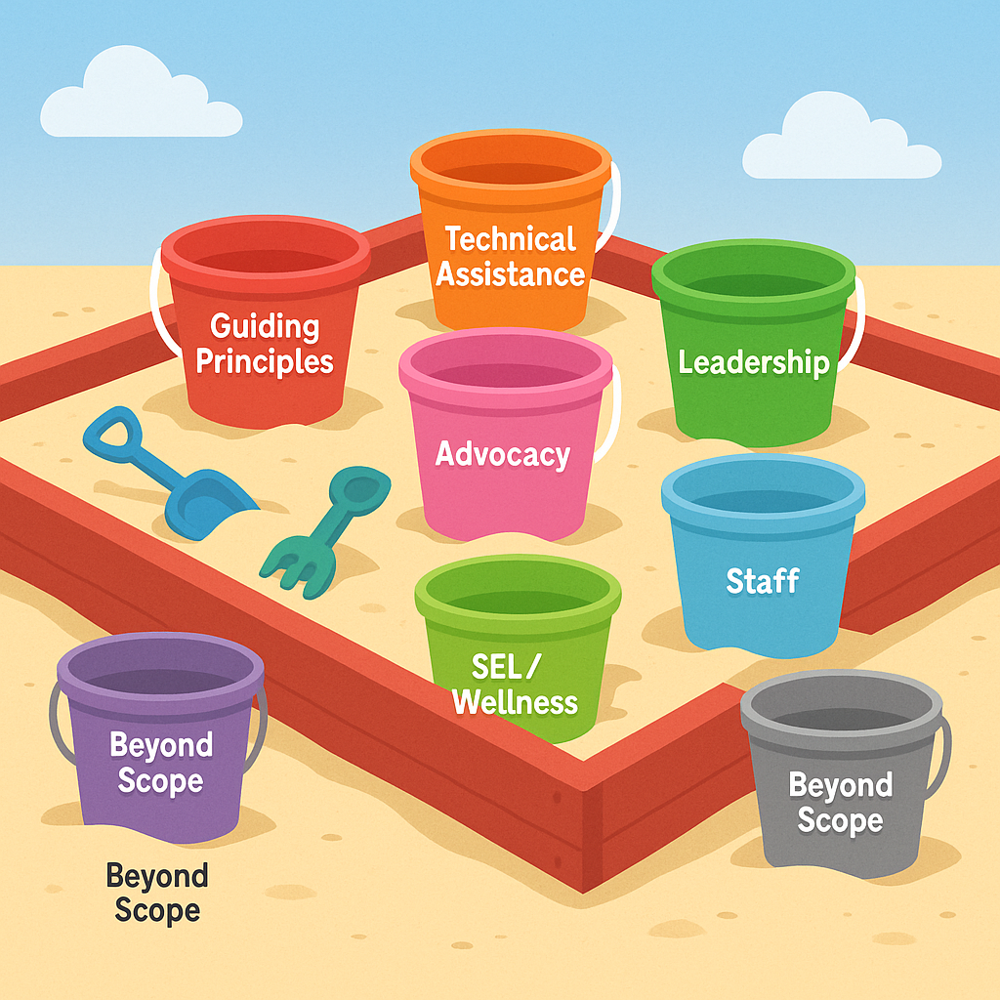 Technical
Assistance
Guiding
Principles
Leadership
Advocacy
Staff
SEL/
Wellness
Beyond
Scope
Beyond
Scope
Beyond
Scope